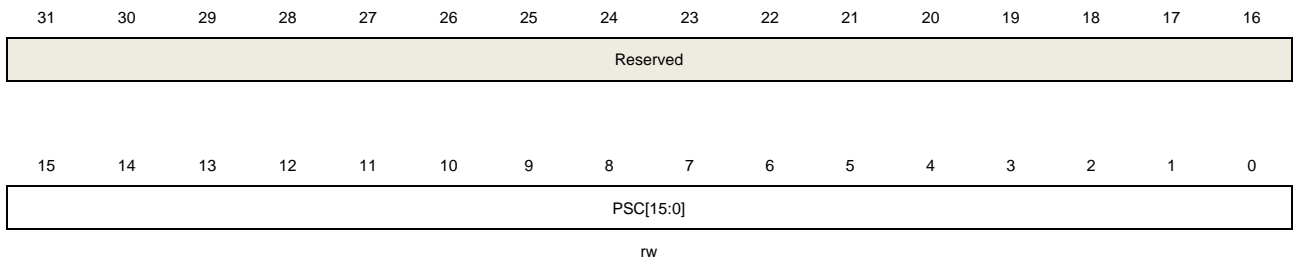 31 30 29 28 27 26 25 24 23 22 21 20 19 18 17 16
Reserved
15 14 13 12 11 10 9 8 7 6 5 4 3 2 1 0
PSC[15:0]
rw